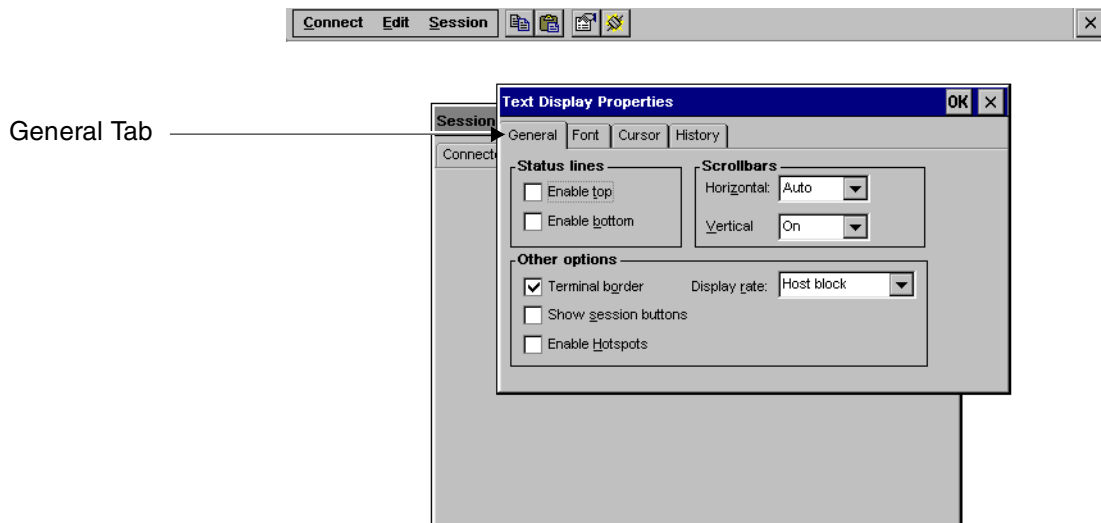 Connect Edit Session
Text Display Properties OK
Session
General Tab
General Font Cursor History
Connect
Status lines
Scrollbars
Enable top
Horizontal: Auto
Enable bottom
Vertical On
Other options
Terminal border Display rate: Host block
Show session buttons
Enable Hotspots